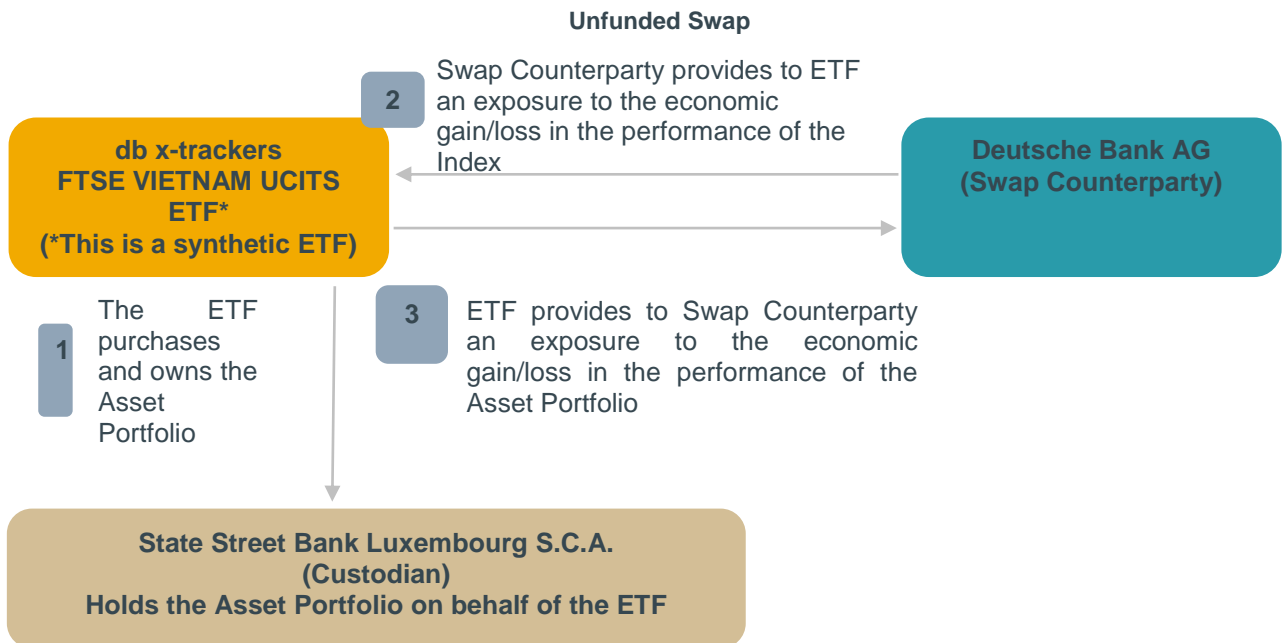 Unfunded Swap
2
Swap Counterparty provides to ETF
an exposure to the economic
gain/loss in the performance of the
Index
db x-trackers
FTSE VIETNAM UCITS
ETF*
(*This is a synthetic ETF)
Deutsche Bank AG
(Swap Counterparty)
1
The ETF
purchases
and owns the
Asset
Portfolio
3
ETF provides to Swap Counterparty
an exposure to the economic
gain/loss in the performance of the
Asset Portfolio
State Street Bank Luxembourg S.C.A.
(Custodian)
Holds the Asset Portfolio on behalf of the ETF